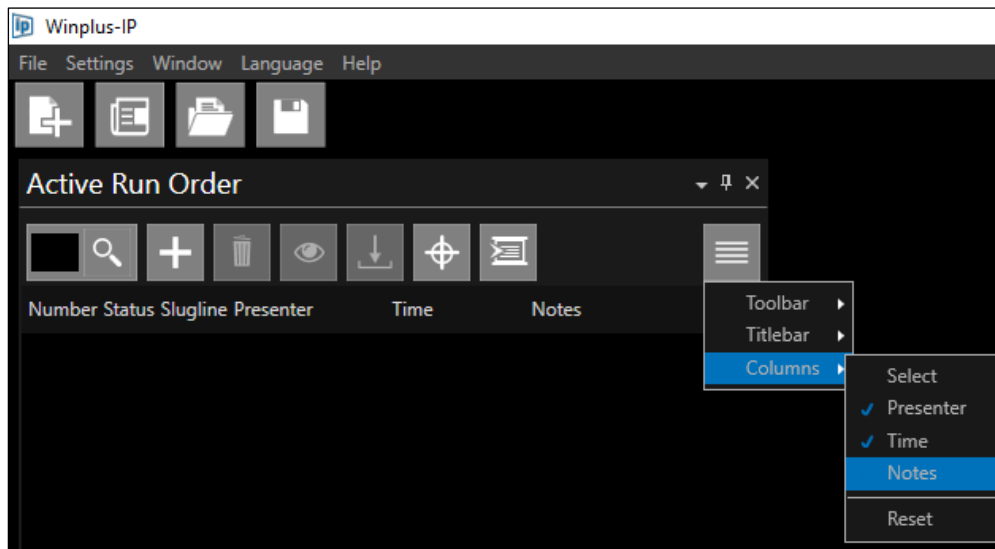 Winplus-IP
File Settings Window Language Help
Active Run Order
Number Status Slugline Presenter Time Notes
Toolbar
Titlebar
Columns
Select
Presenter
Time
Notes
Reset